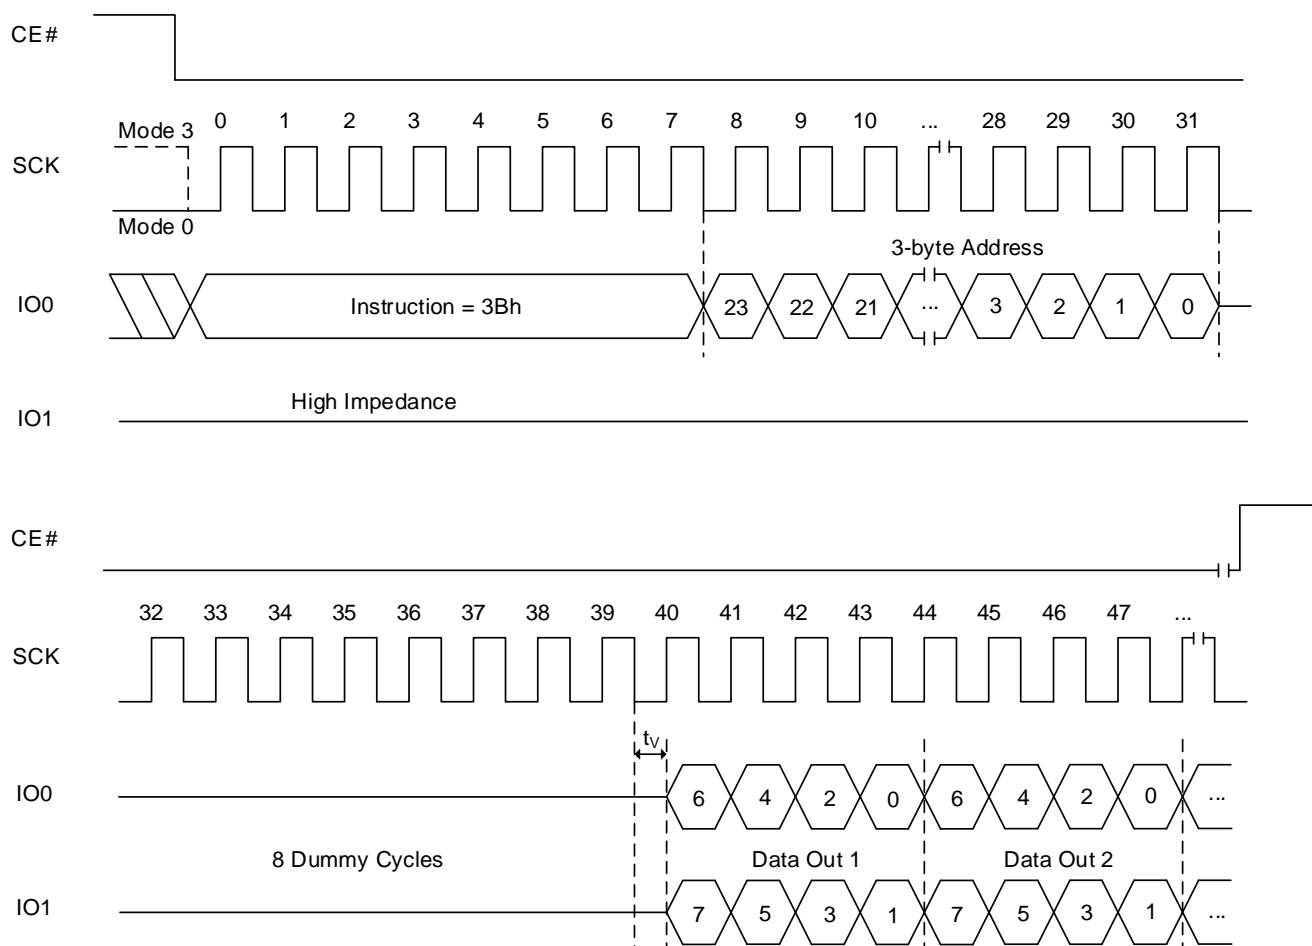 CE#
Mode 3
0 1 2 3 4 5 6 7 8 9 10 ... 28 29 30 31
SCK
Mode 0
3-byte Address
IO0
Instruction = 3Bh
23 22 21 ... 3 2 1 0
High Impedance
IO1
CE#
32 33 34 35 36 37 38 39 40 41 42 43 44 45 46 47 ...
SCK
tV
IO0
6 4 2 0 6 4 2 0 ...
8 Dummy Cycles
Data Out 1
Data Out 2
IO1
7 5 3 1 7 5 3 1 ...